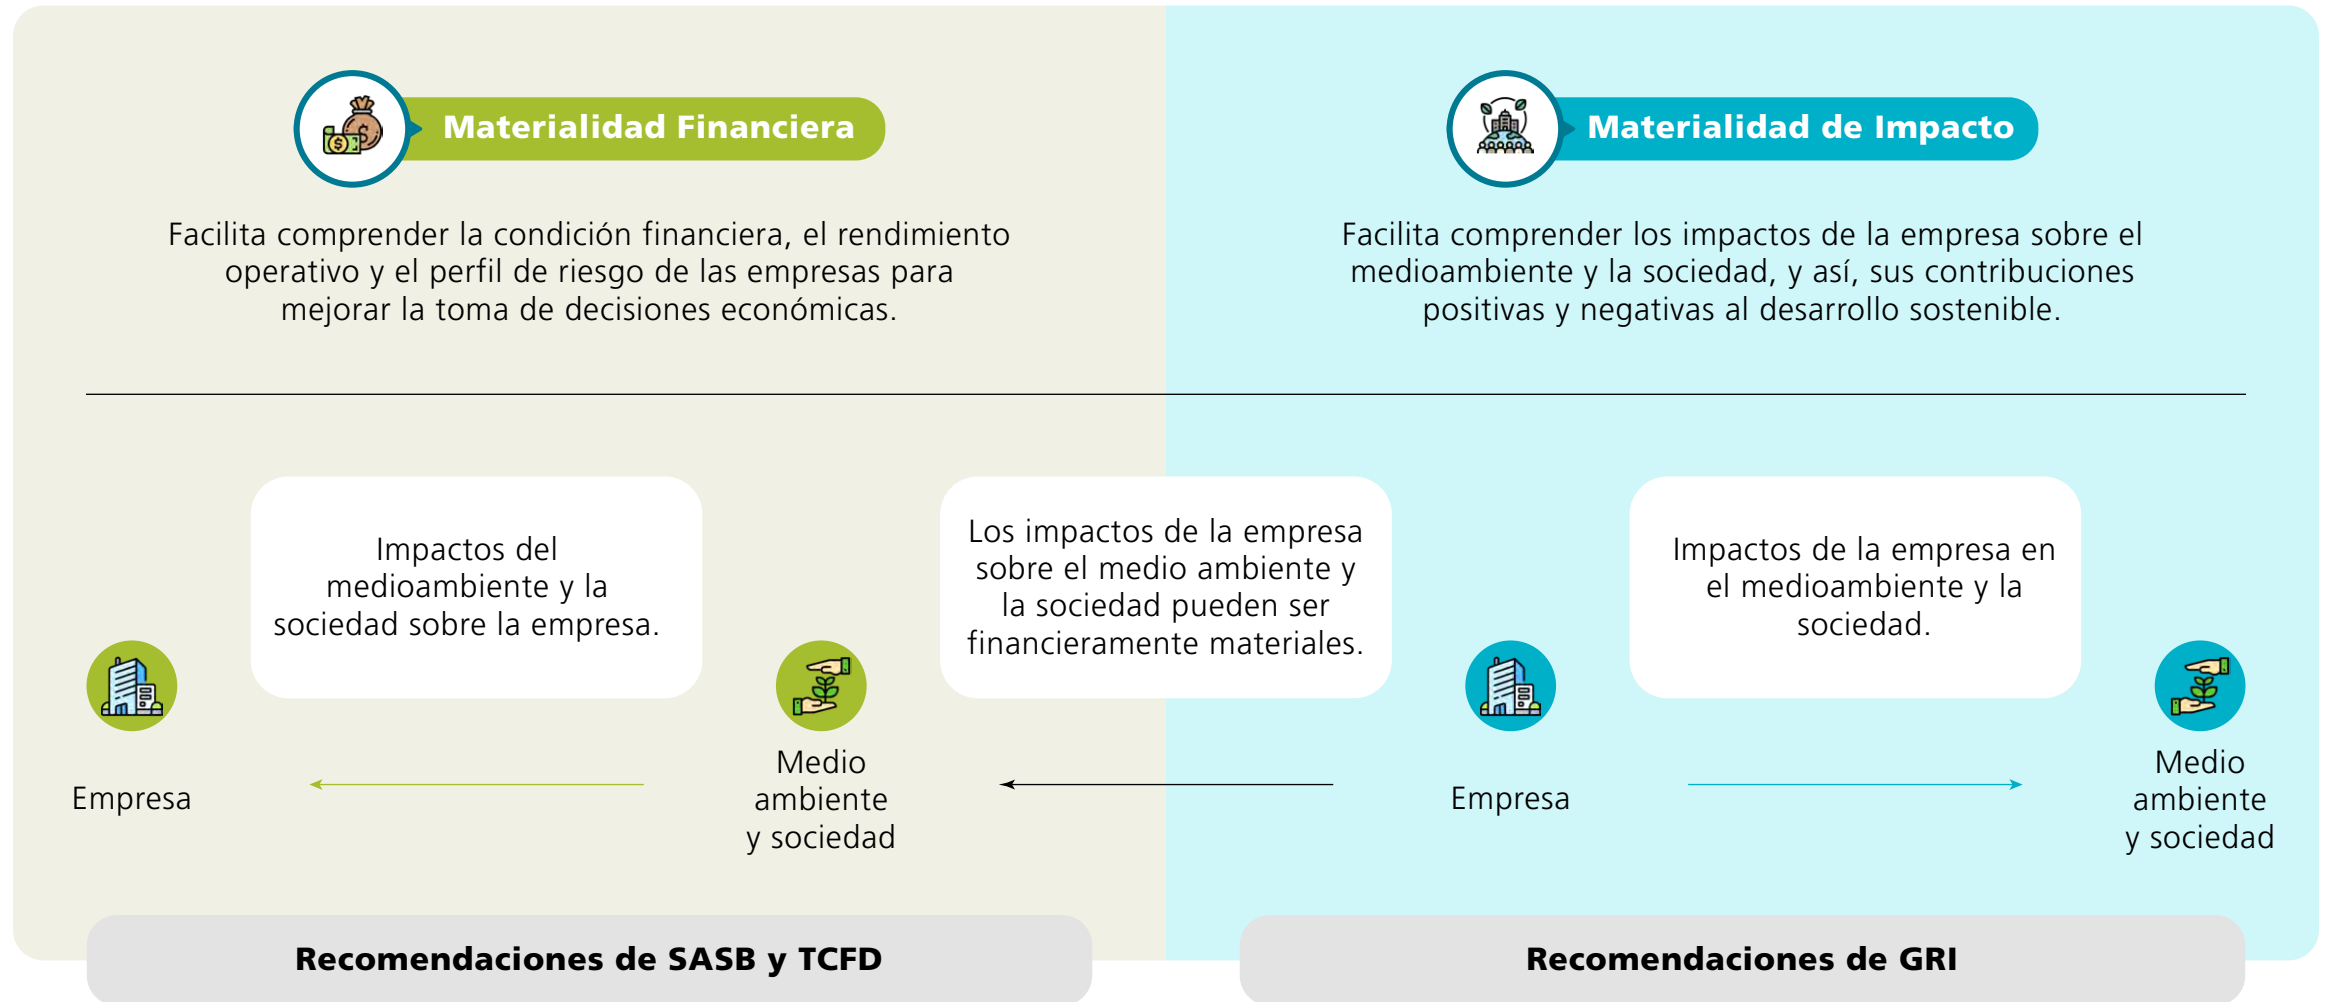 Materialidad Financiera
Facilita comprender la condición financiera, el rendimiento
operativo y el perfil de riesgo de las empresas para
mejorar la toma de decisiones económicas.
Materialidad de Impacto
Facilita comprender los impactos de la empresa sobre el
medioambiente y la sociedad, y así, sus contribuciones
positivas y negativas al desarrollo sostenible.
Impactos del
medioambiente y la
sociedad sobre la empresa.
Los impactos de la empresa
sobre el medio ambiente y
la sociedad pueden ser
financieramente materiales.
Impactos de la empresa en
el medioambiente y la
sociedad.
Empresa
Medio
ambiente
y sociedad
Empresa
Medio
ambiente
y sociedad
Recomendaciones de SASB y TCFD
Recomendaciones de GRI